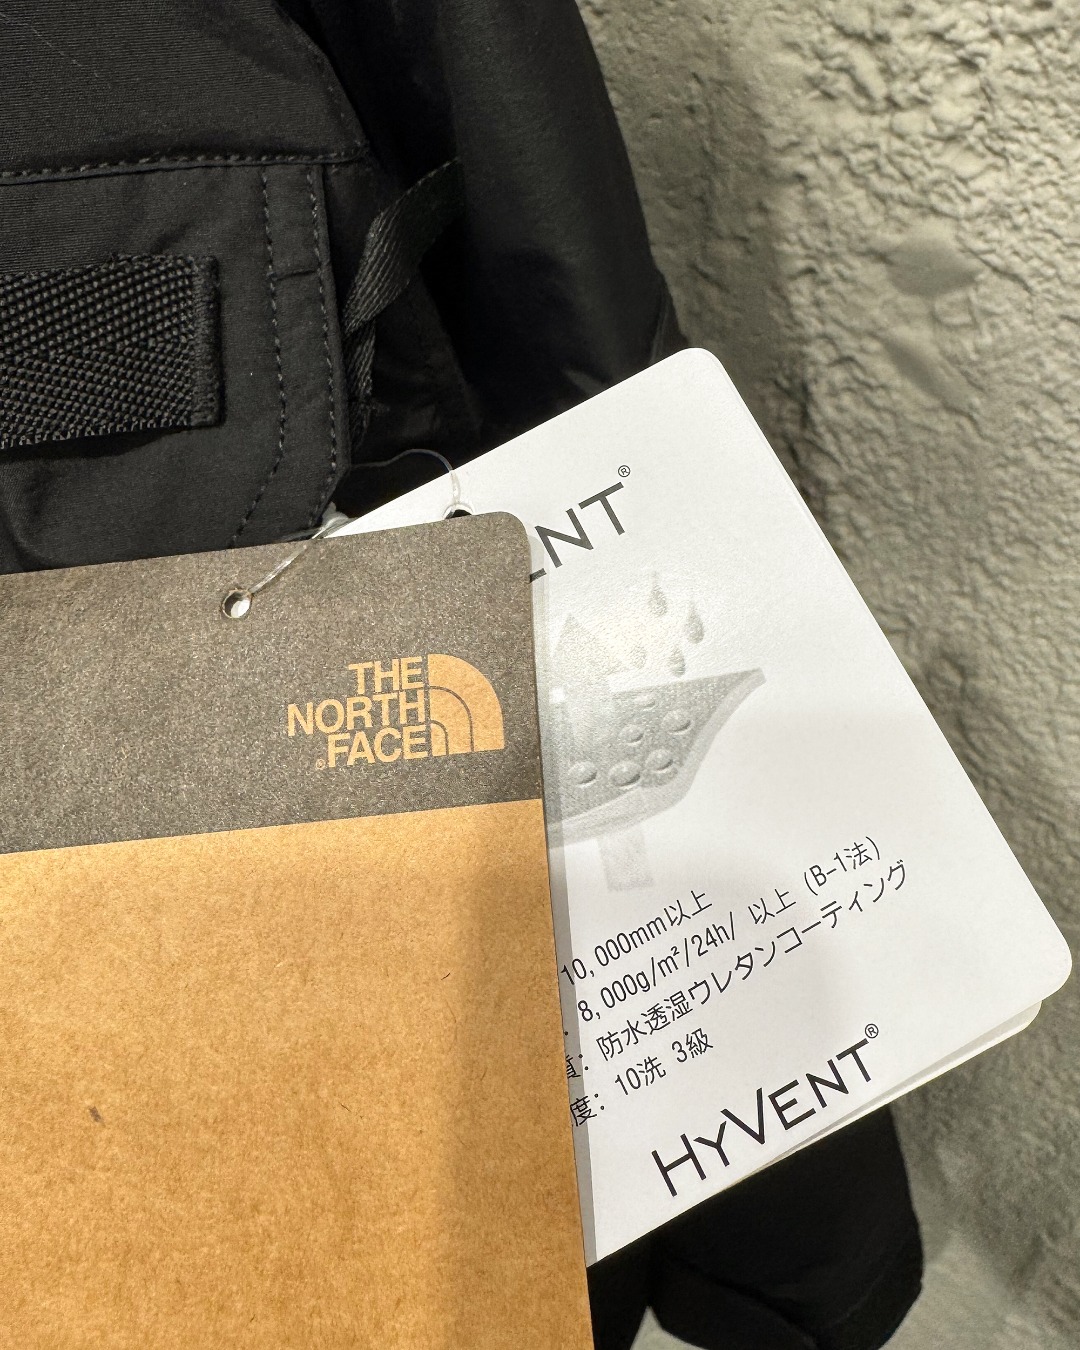 ENT®
THE
NORTH
FACE®
10,000mm以上
8,000g/m²/24h/ 以上 (B-1法)
質: 防水透湿ウレタンコーティング
度: 10洗 3級
HYVENT®